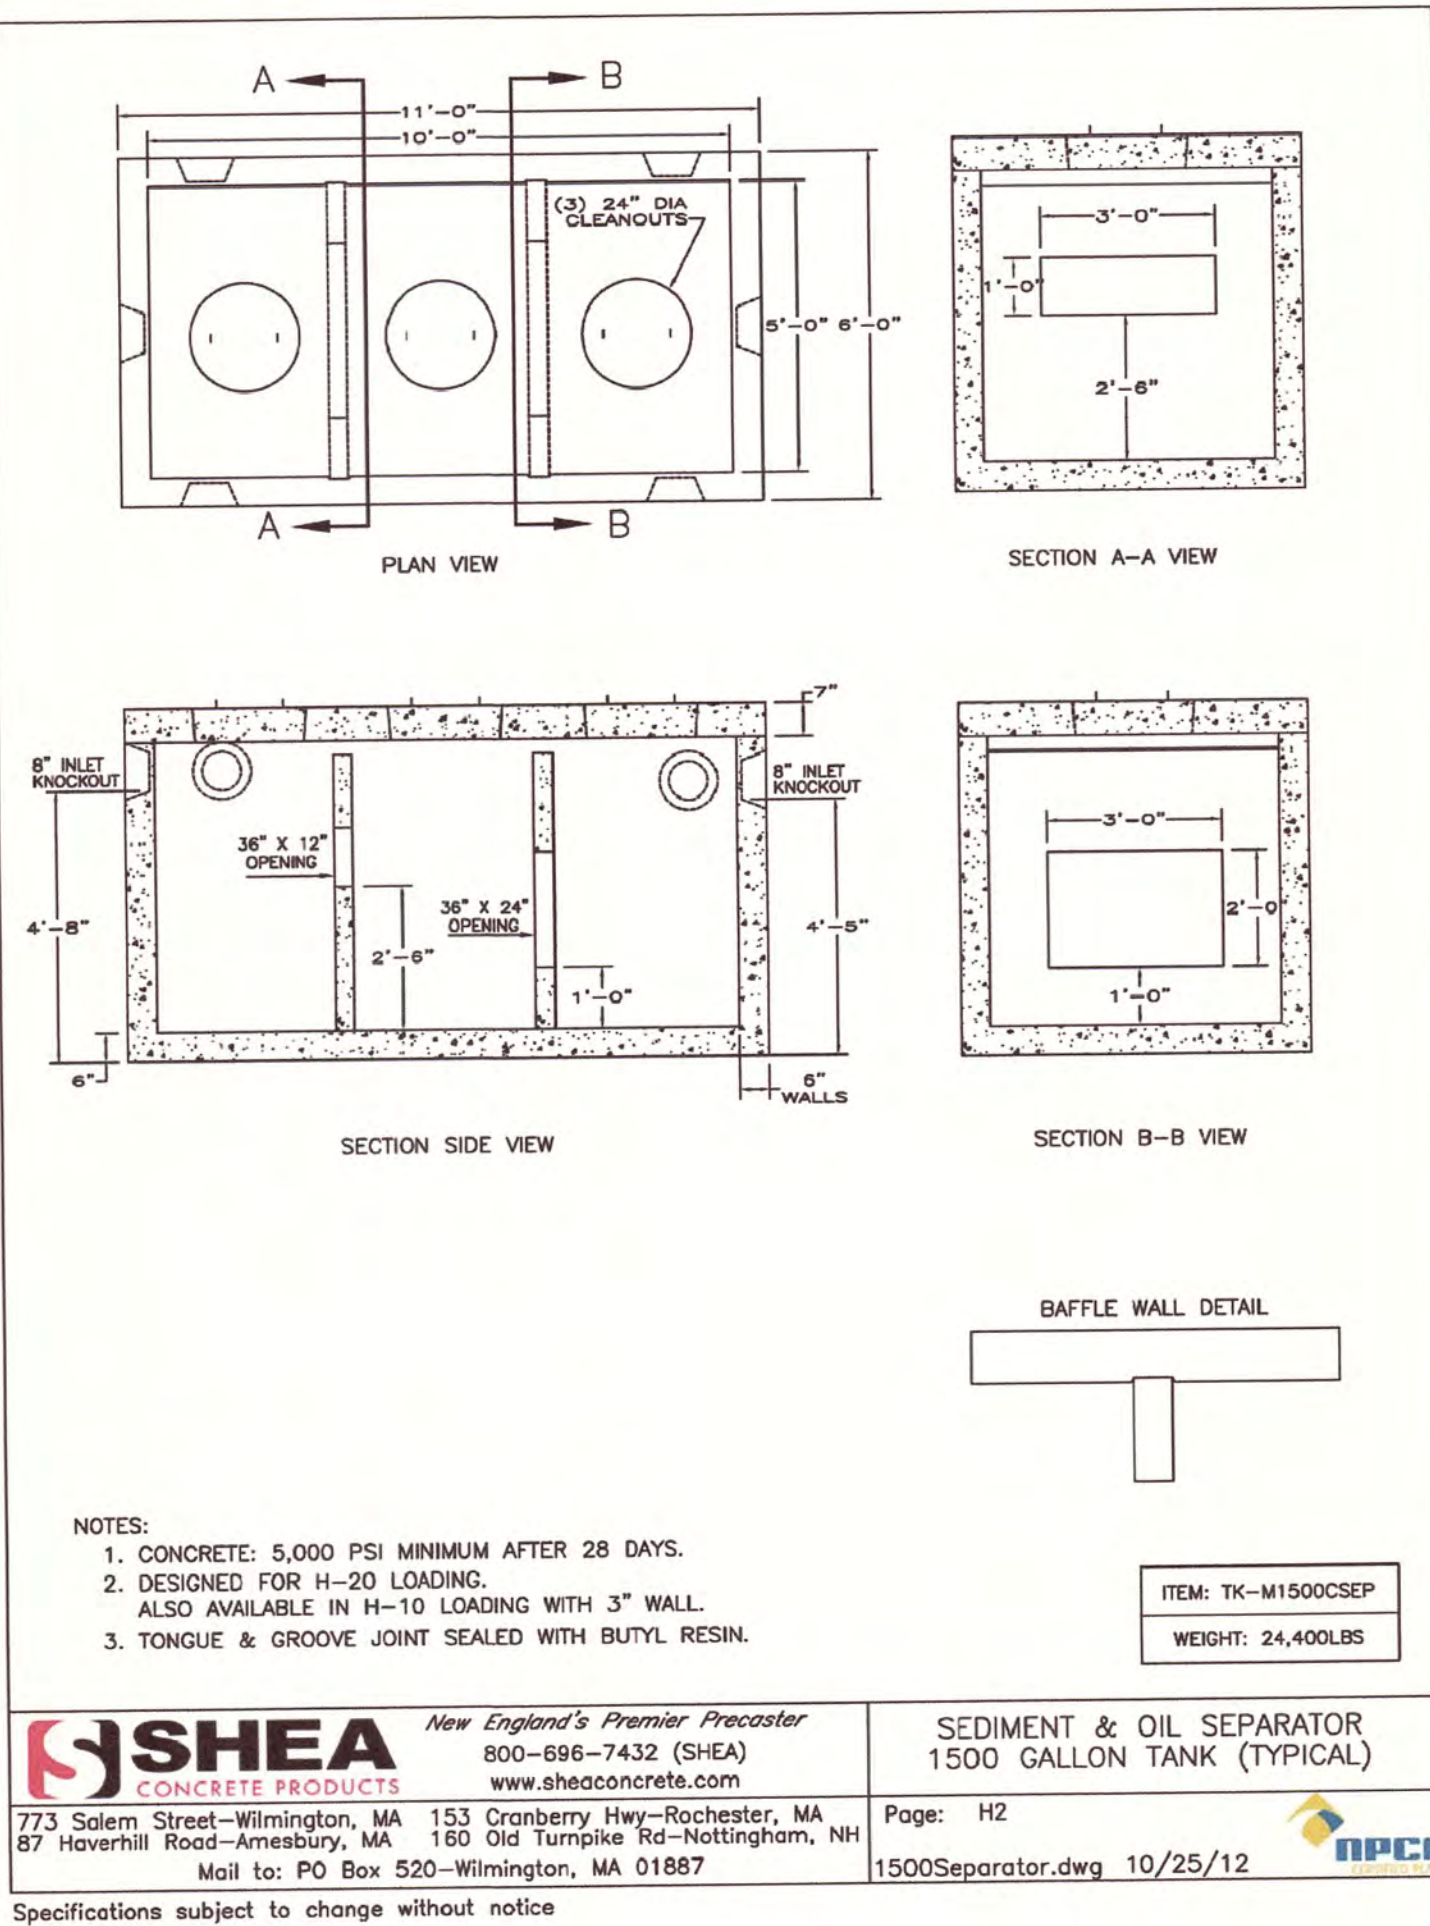 A
B
11'-0"
10'-0"
(3) 24" DIA
CLEANOUTS
5'-0" 6'-0"
A
B
PLAN VIEW
3'-0"
1'-0"
2'-6"
SECTION A-A VIEW
7"
8" INLET
KNOCKOUT
8" INLET
KNOCKOUT
36" X 12"
OPENING
36" X 24"
OPENING
4'-8"
2'-6"
1'-0"
4'-5"
6"
6"
WALLS
SECTION SIDE VIEW
3'-0"
2'-0
1'-0"
SECTION B-B VIEW
BAFFLE WALL DETAIL
NOTES:
1. CONCRETE: 5,000 PSI MINIMUM AFTER 28 DAYS.
2. DESIGNED FOR H-20 LOADING.
ALSO AVAILABLE IN H-10 LOADING WITH 3" WALL.
3. TONGUE & GROOVE JOINT SEALED WITH BUTYL RESIN.
ITEM: TK-M1500CSEP
WEIGHT: 24,400LBS
SHEA
CONCRETE PRODUCTS
New England's Premier Precaster
800-696-7432 (SHEA)
www.sheaconcrete.com
SEDIMENT & OIL SEPARATOR
1500 GALLON TANK (TYPICAL)
773 Salem Street-Wilmington, MA 153 Cranberry Hwy-Rochester, MA
87 Haverhill Road-Amesbury, MA 160 Old Turnpike Rd-Nottingham, NH
Mail to: PO Box 520-Wilmington, MA 01887
Page: H2
1500Separator.dwg 10/25/12
NPC
CERTIFIED
Specifications subject to change without notice